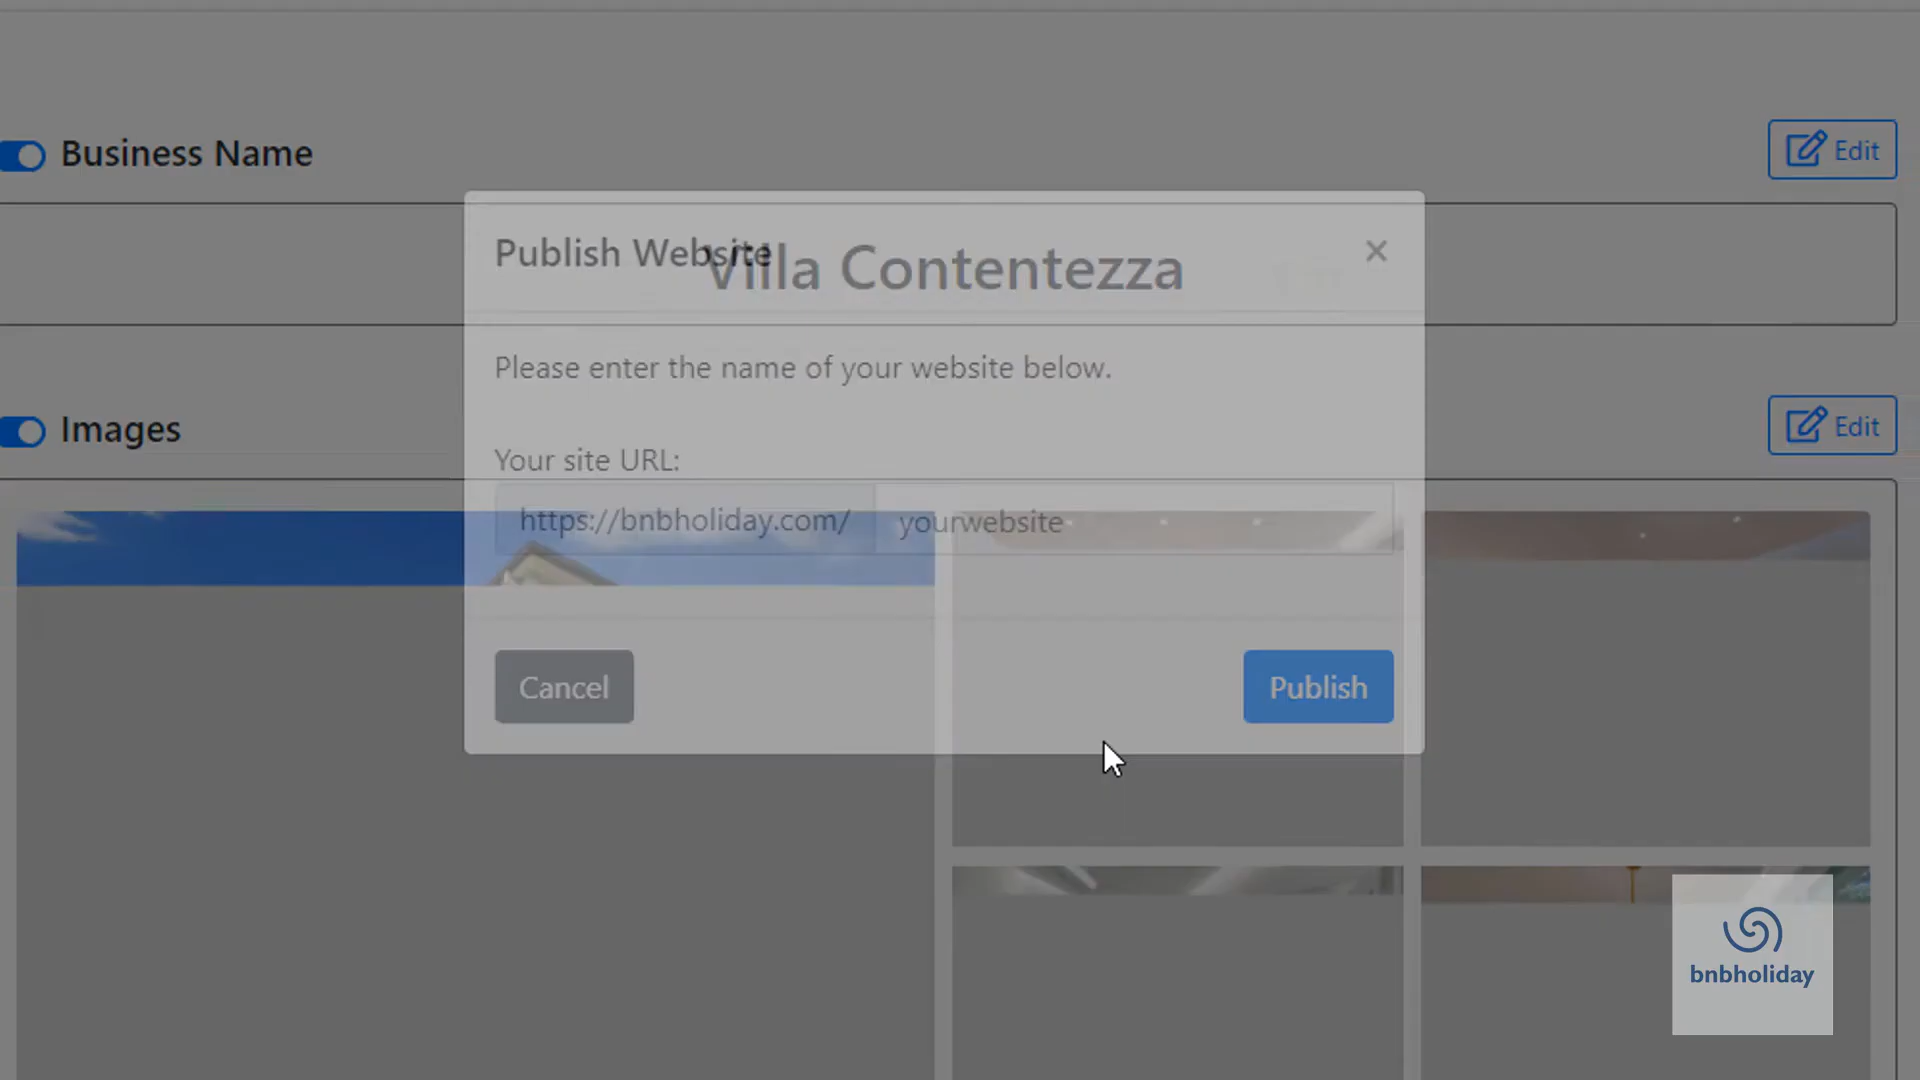 Business Name
Edit
Publish Website
Villa Contentezza
×
Please enter the name of your website below.
Images
Edit
Your site URL:
https://bnbholiday.com/
yourwebsite
Cancel
Publish
bnbholiday